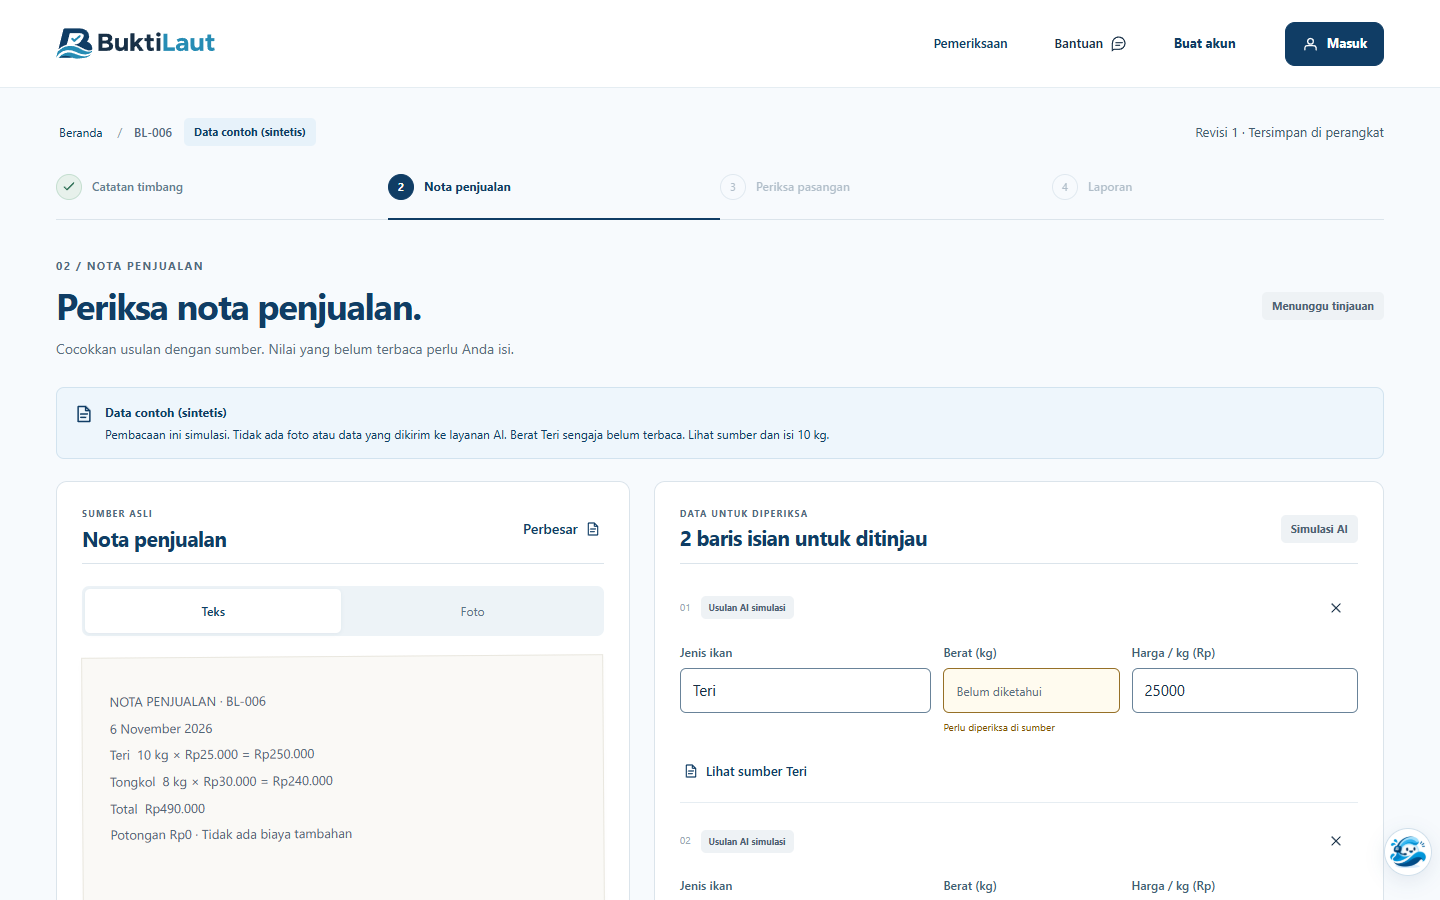 BuktiLaut
Pemeriksaan
Bantuan
Buat akun
Masuk
Beranda / BL-006 Data contoh (sintetis)
Revisi 1 · Tersimpan di perangkat
Catatan timbang
2 Nota penjualan
3 Periksa pasangan
4 Laporan
02 / NOTA PENJUALAN
Periksa nota penjualan.
Menunggu tinjauan
Cocokkan usulan dengan sumber. Nilai yang belum terbaca perlu Anda isi.
Data contoh (sintetis)
Pembacaan ini simulasi. Tidak ada foto atau data yang dikirim ke layanan AI. Berat Teri sengaja belum terbaca. Lihat sumber dan isi 10 kg.
SUMBER ASLI
Nota penjualan
Perbesar
Teks
Foto
NOTA PENJUALAN · BL-006
6 November 2026
Teri 10 kg × Rp25.000 = Rp250.000
Tongkol 8 kg × Rp30.000 = Rp240.000
Total Rp490.000
Potongan Rp0 · Tidak ada biaya tambahan
DATA UNTUK DIPERIKSA
2 baris isian untuk ditinjau
Simulasi AI
01 Usulan AI simulasi
Jenis ikan
Berat (kg)
Harga / kg (Rp)
Teri
Belum diketahui
25000
Perlu diperiksa di sumber
Lihat sumber Teri
02 Usulan AI simulasi
Jenis ikan
Berat (kg)
Harga / kg (Rp)